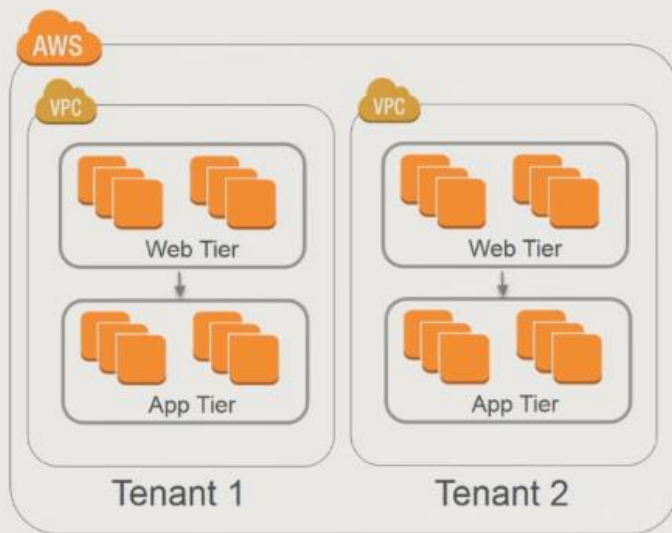 AWS
VPC
Web Tier
App Tier
Tenant 1
VPC
Web Tier
App Tier
Tenant 2